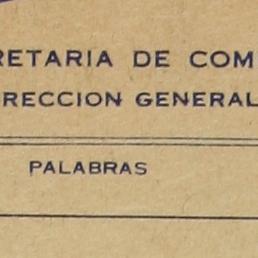 RETARIA DE COM
RECCION GENERAL
PALABRAS